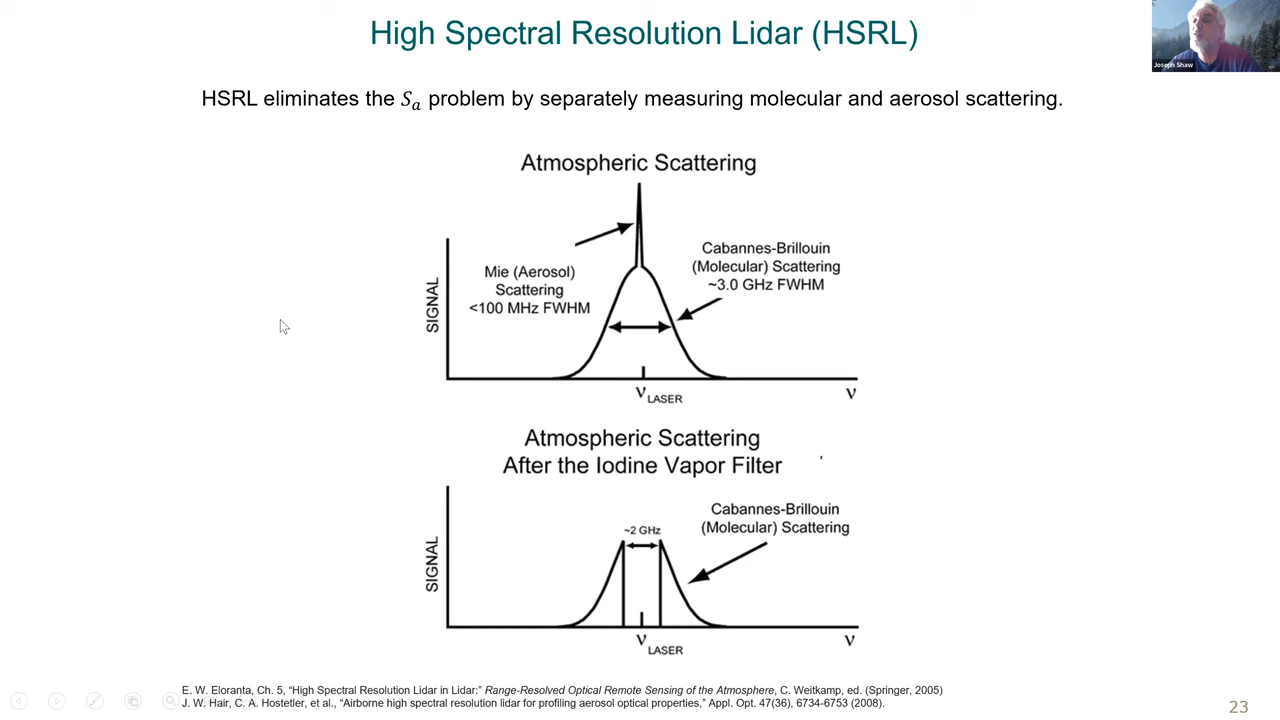 High Spectral Resolution Lidar (HSRL)
Joseph Shaw
HSRL eliminates the Sₐ problem by separately measuring molecular and aerosol scattering.
Atmospheric Scattering
Cabannes-Brillouin
(Molecular) Scattering
~3.0 GHz FWHM
Mie (Aerosol)
Scattering
<100 MHz FWHM
SIGNAL
ν LASER
ν
Atmospheric Scattering
After the Iodine Vapor Filter
Cabannes-Brillouin
(Molecular) Scattering
~2 GHz
SIGNAL
ν LASER
ν
E. W. Eloranta, Ch. 5, “High Spectral Resolution Lidar in Lidar:” Range-Resolved Optical Remote Sensing of the Atmosphere, C. Weitkamp, ed. (Springer, 2005)
J. W. Hair, C. A. Hostetler, et al., “Airborne high spectral resolution lidar for profiling aerosol optical properties,” Appl. Opt. 47(36), 6734-6753 (2008).
23